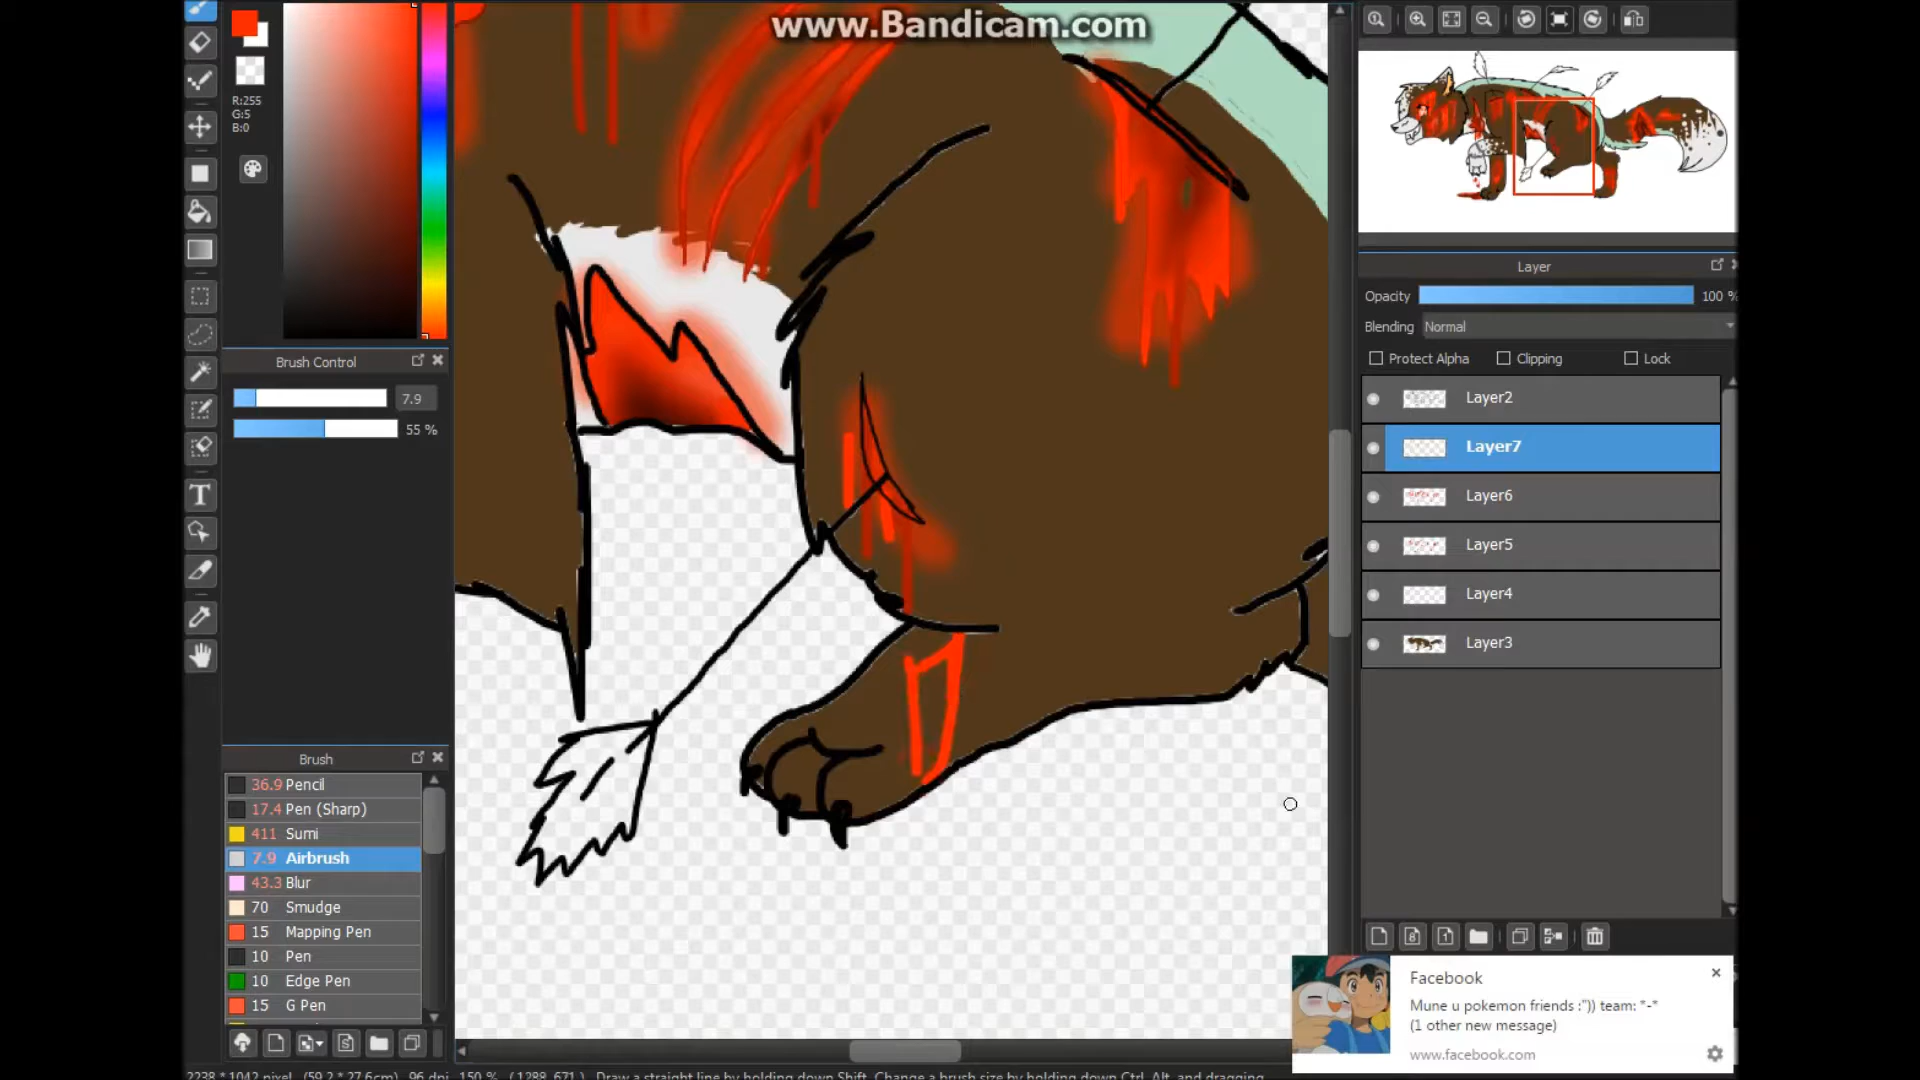 www.Bandicam.com
R:255
G:5
B:0
Brush Control
7.9
55 %
Brush
36.9 Pencil
17.4 Pen (Sharp)
411 Sumi
7.9 Airbrush
43.3 Blur
70 Smudge
15 Mapping Pen
10 Pen
10 Edge Pen
15 G Pen
Layer
Opacity 100 %
Blending Normal
Protect Alpha Clipping Lock
Layer2
Layer7
Layer6
Layer5
Layer4
Layer3
Facebook
Mune u pokemon friends :")) team: *-*
(1 other new message)
www.facebook.com
2238 * 1042 pixel (59.2 * 27.6cm) 96 dpi 150 % ( 1288, 671 ) Draw a straight line by holding down Shift, Change a brush size by holding down Ctrl, Alt, and dragging